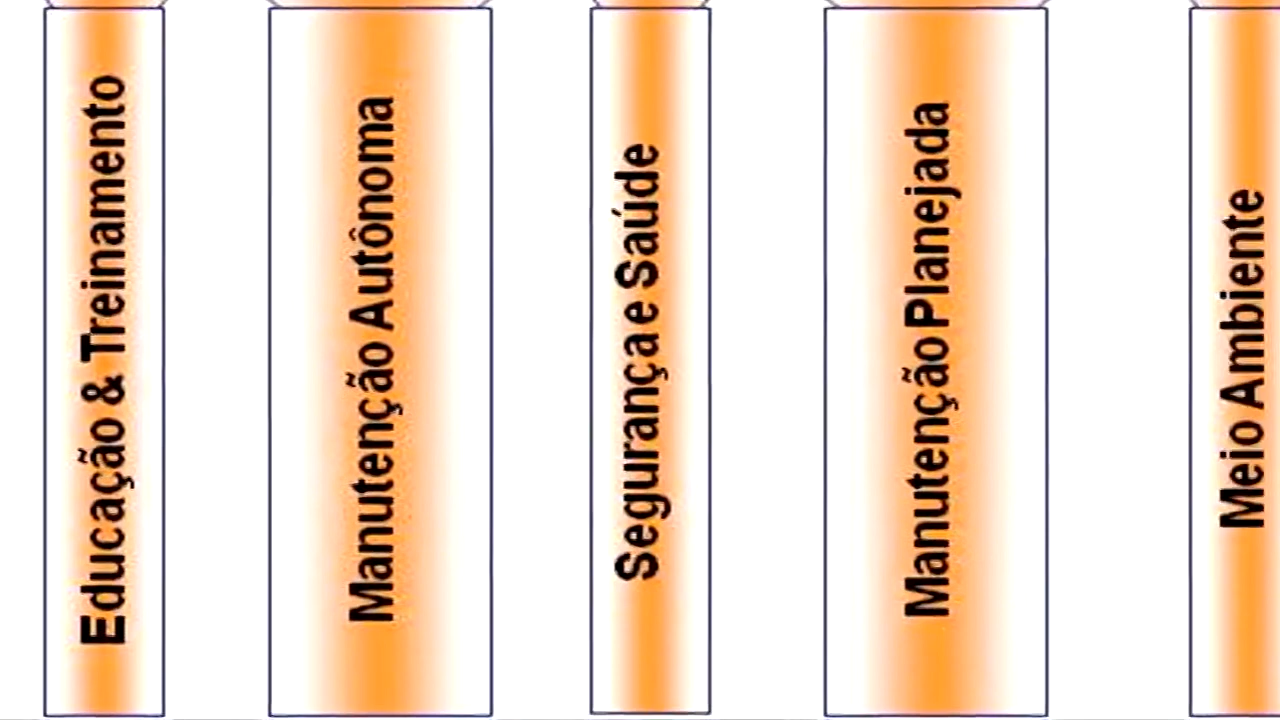 Educação & Treinamento
Manutenção Autônoma
Segurança e Saúde
Manutenção Planejada
Meio Ambiente